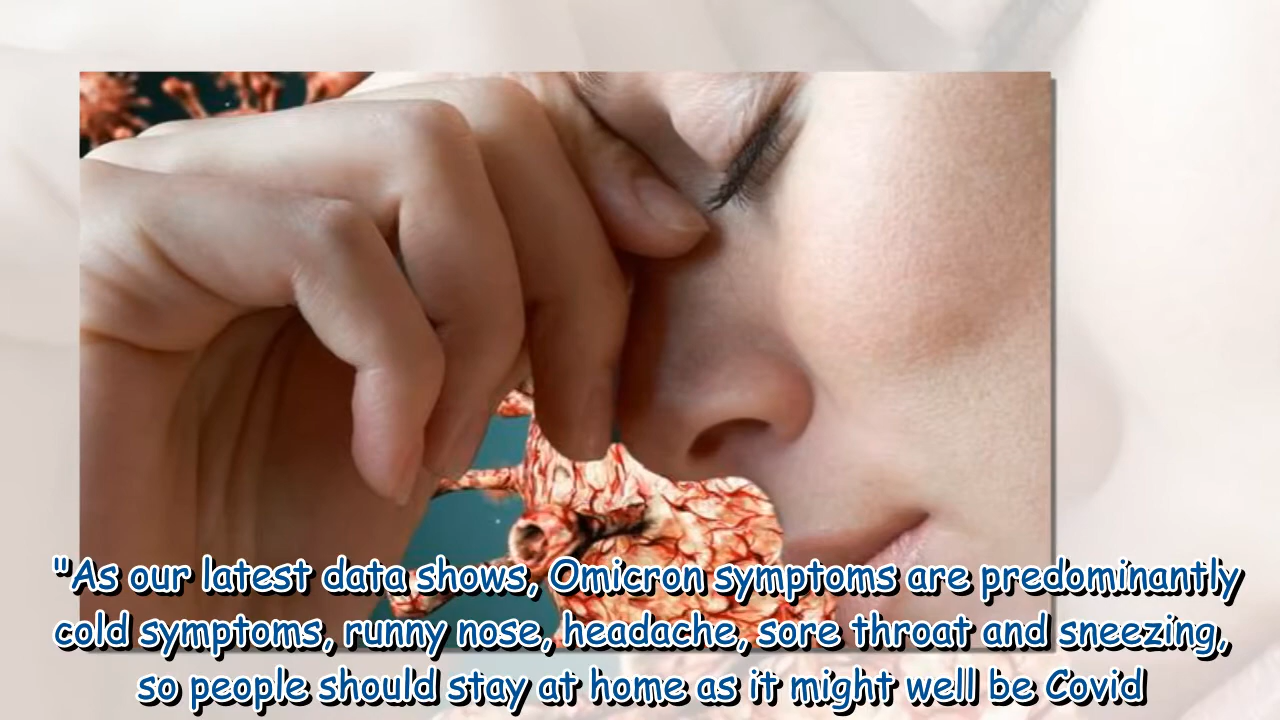 "As our latest data shows, Omicron symptoms are predominantly
cold symptoms, runny nose, headache, sore throat and sneezing,
so people should stay at home as it might well be Covid